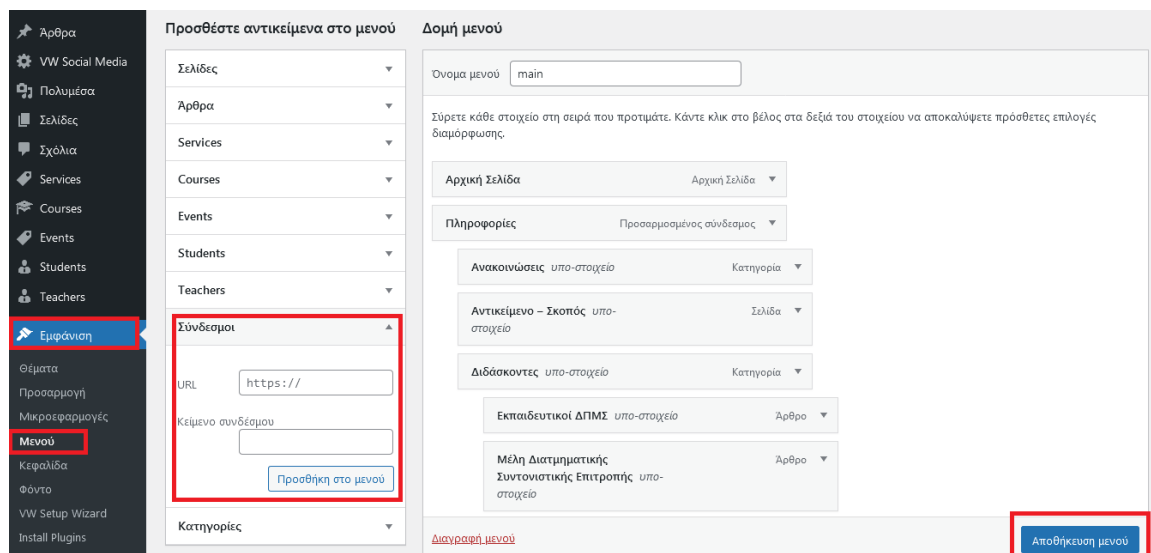 Άρθρα
VW Social Media
Πολυμέσα
Σελίδες
Σχόλια
Services
Courses
Events
Students
Teachers
Εμφάνιση
Θέματα
Προσαρμογή
Μικροεφαρμογές
Μενού
Κεφαλίδα
Φόντο
VW Setup Wizard
Install Plugins
Προσθέστε αντικείμενα στο μενού
Σελίδες
Άρθρα
Services
Courses
Events
Students
Teachers
Σύνδεσμοι
URL https://
Κείμενο συνδέσμου
Προσθήκη στο μενού
Κατηγορίες
Δομή μενού
Όνομα μενού main
Σύρετε κάθε στοιχείο στη σειρά που προτιμάτε. Κάντε κλικ στο βέλος στα δεξιά του στοιχείου να αποκαλύψετε πρόσθετες επιλογές
διαμόρφωσης.
Αρχική Σελίδα Αρχική Σελίδα
Πληροφορίες Προσαρμοσμένος σύνδεσμος
Ανακοινώσεις υπο-στοιχείο Κατηγορία
Αντικείμενο – Σκοπός υπο- Σελίδα
στοιχείο
Διδάσκοντες υπο-στοιχείο Κατηγορία
Εκπαιδευτικοί ΔΠΜΣ υπο-στοιχείο Άρθρο
Μέλη Διατμηματικής Άρθρο
Συντονιστικής Επιτροπής υπο-
στοιχείο
Διαγραφή μενού
Αποθήκευση μενού